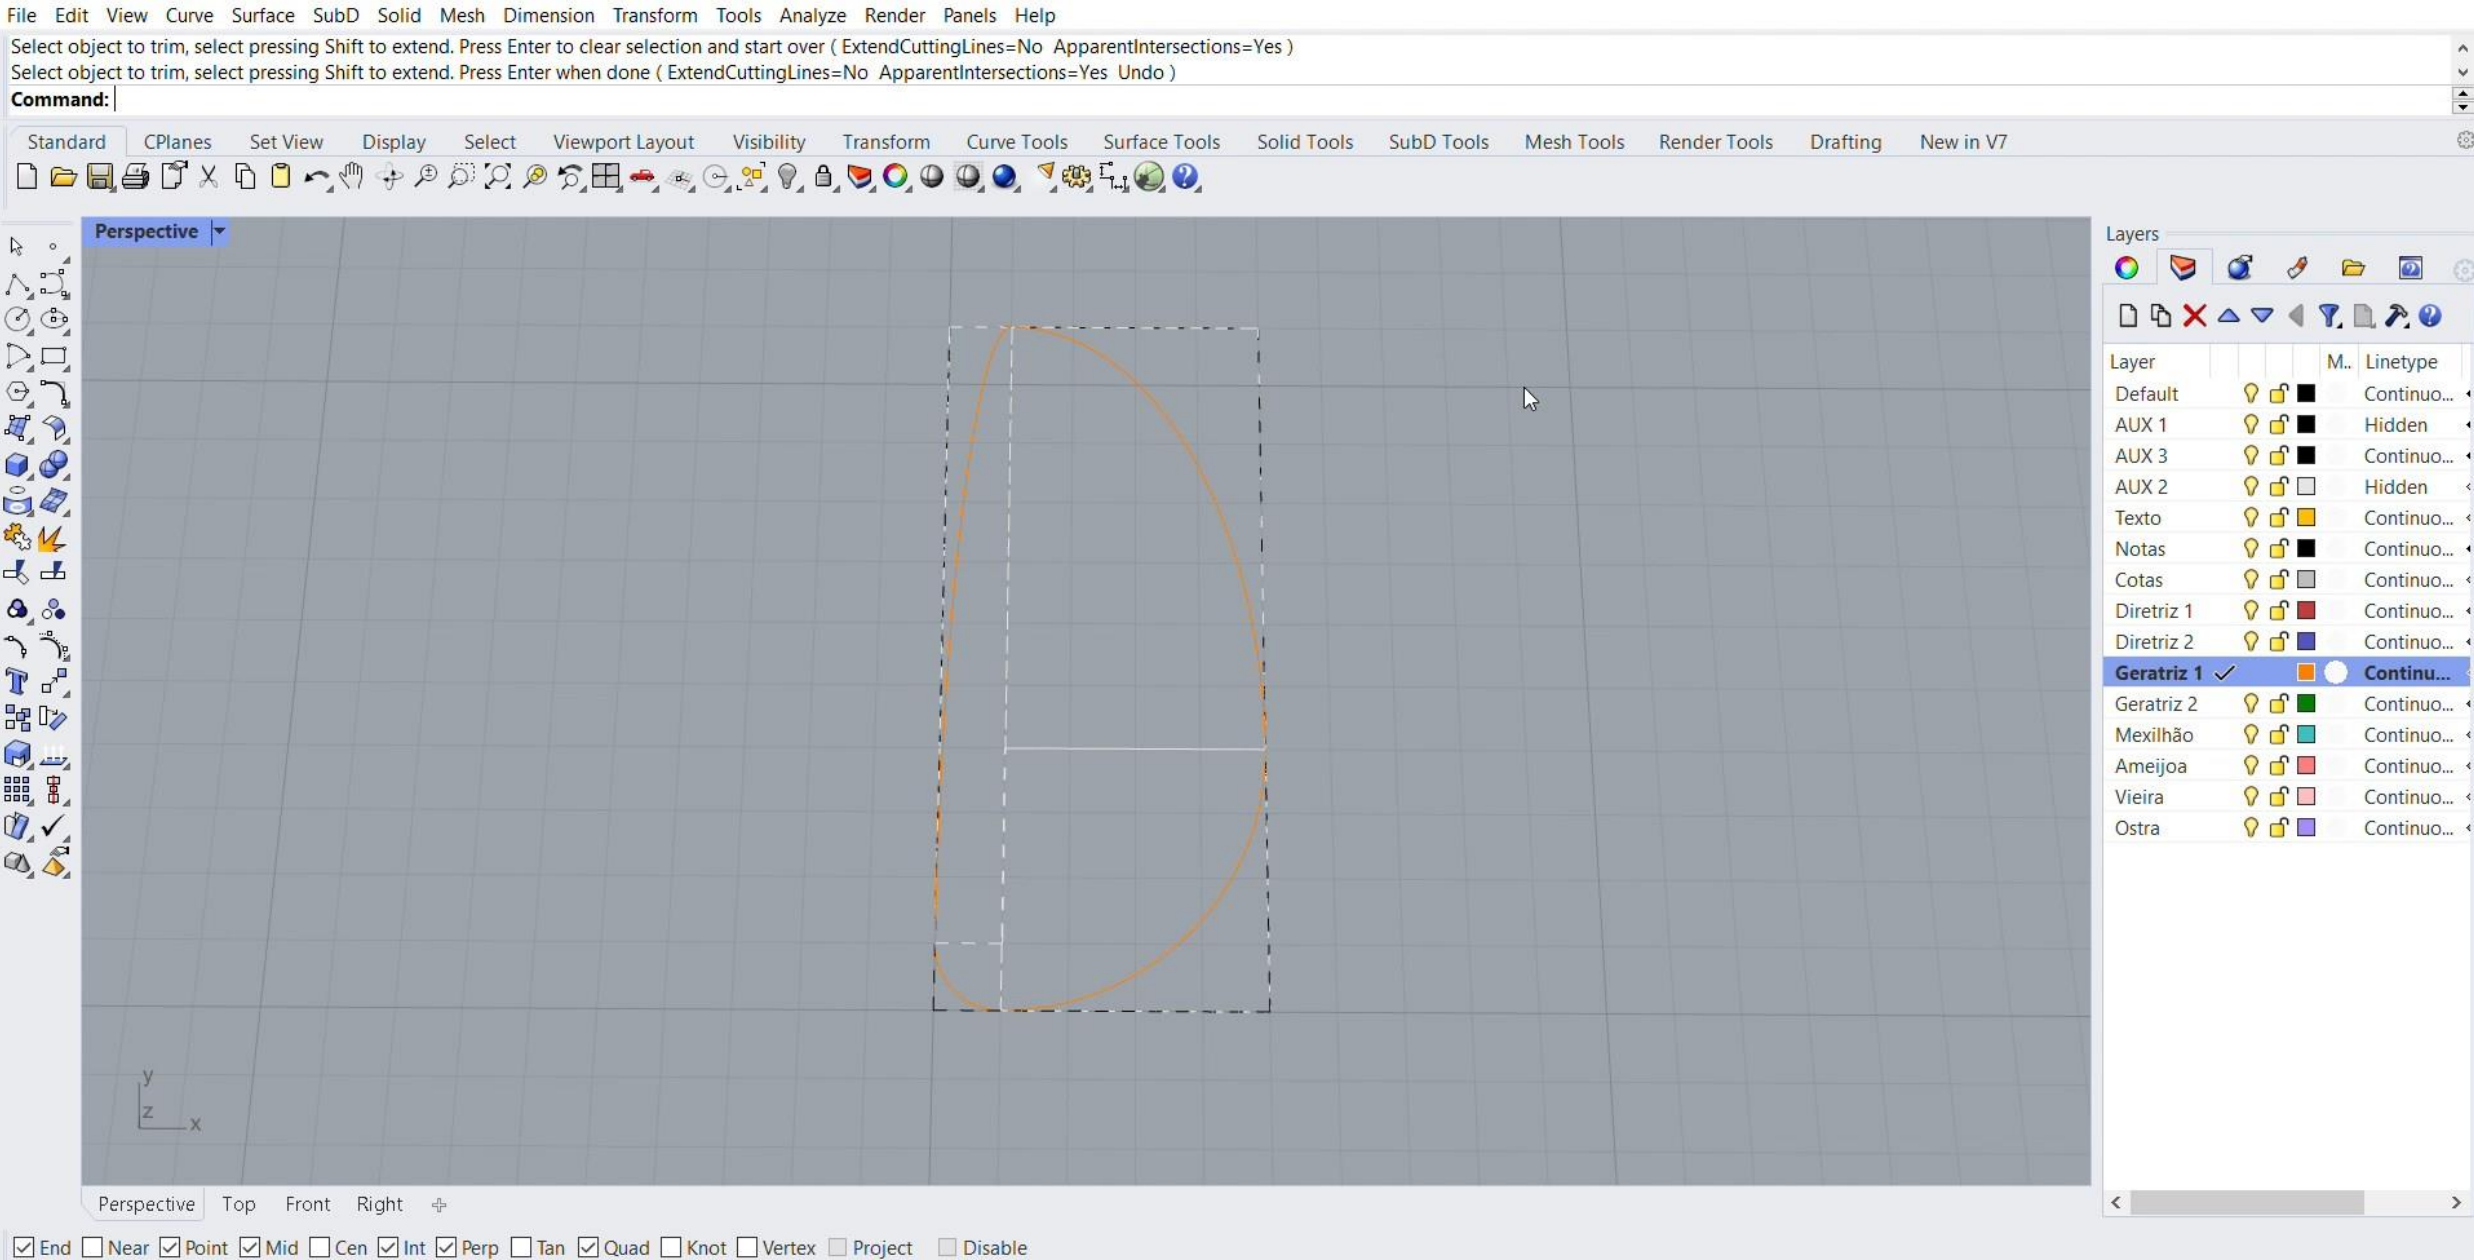 File Edit View Curve Surface SubD Solid Mesh Dimension Transform Tools Analyze Render Panels Help
Select object to trim, select pressing Shift to extend. Press Enter to clear selection and start over ( ExtendCuttingLines=No ApparentIntersections=Yes )
Select object to trim, select pressing Shift to extend. Press Enter when done ( ExtendCuttingLines=No ApparentIntersections=Yes Undo )
Command:
Standard CPlanes Set View Display Select Viewport Layout Visibility Transform Curve Tools Surface Tools Solid Tools SubD Tools Mesh Tools Render Tools Drafting New in V7
Perspective
Layers
Layer M.. Linetype
Default Continuo...
AUX 1 Hidden
AUX 3 Continuo...
AUX 2 Hidden
Texto Continuo...
Notas Continuo...
Cotas Continuo...
Diretriz 1 Continuo...
Diretriz 2 Continuo...
Geratriz 1 Continu...
Geratriz 2 Continuo...
Mexilhão Continuo...
Ameijoa Continuo...
Vieira Continuo...
Ostra Continuo...
y
z
x
Perspective Top Front Right
End Near Point Mid Cen Int Perp Tan Quad Knot Vertex Project Disable